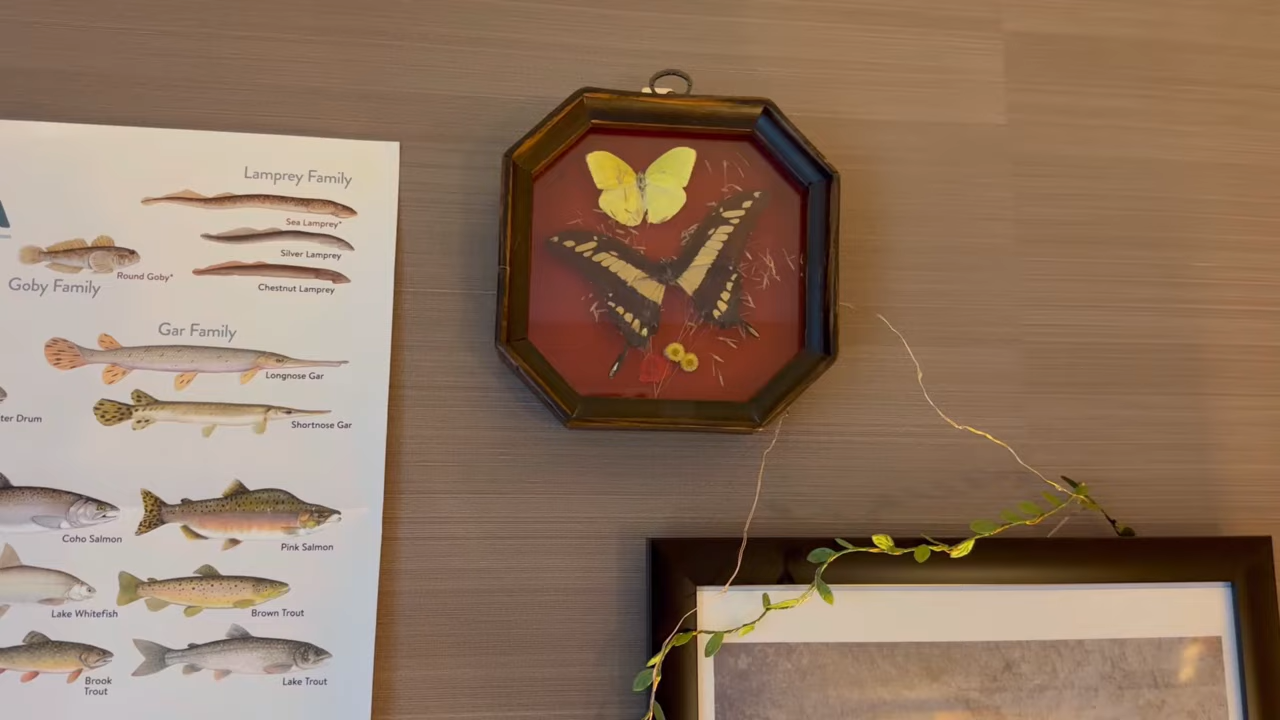 Lamprey Family
Sea Lamprey*
Silver Lamprey
Round Goby*
Goby Family
Chestnut Lamprey
Gar Family
Longnose Gar
Drum
Shortnose Gar
Coho Salmon
Pink Salmon
Lake Whitefish
Brown Trout
Brook
Trout
Lake Trout